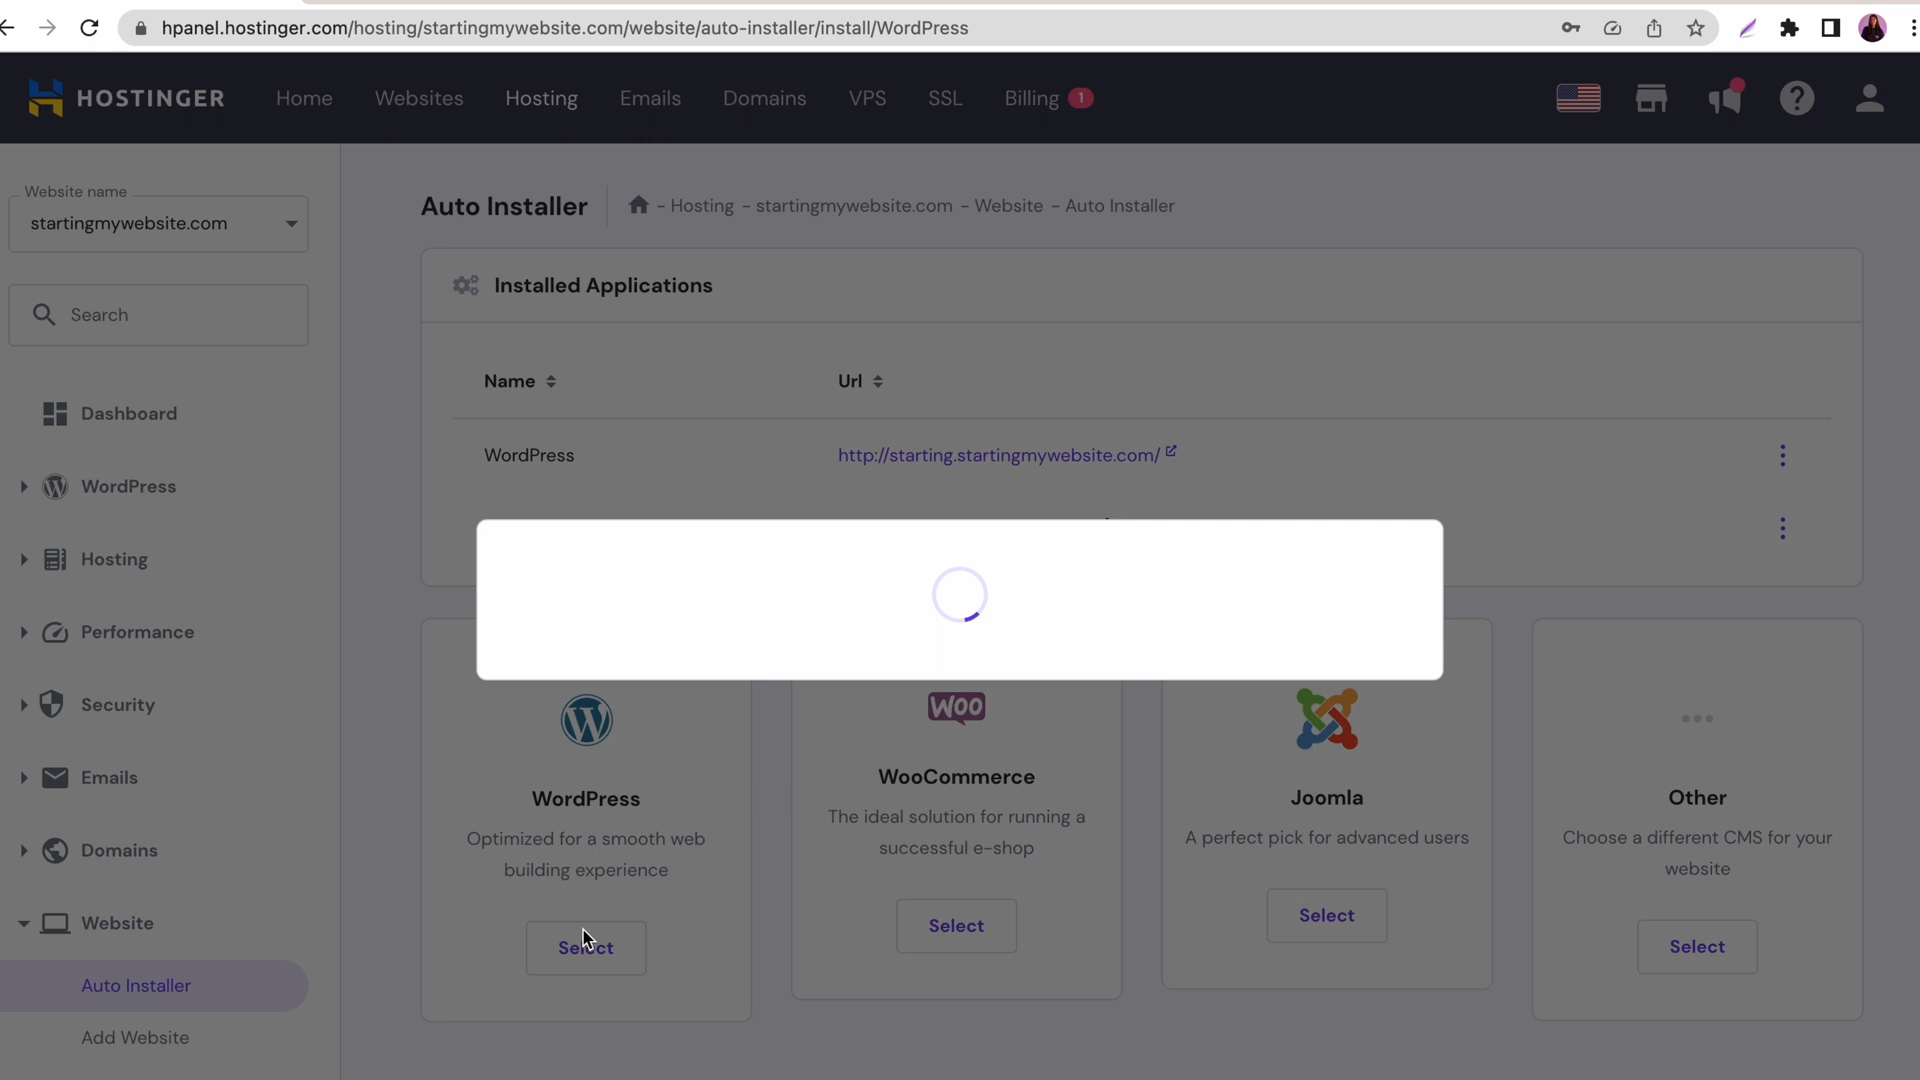 hpanel.hostinger.com/hosting/startingmywebsite.com/website/auto-installer/install/WordPress
HOSTINGER
Home
Websites
Hosting
Emails
Domains
VPS
SSL
Billing 1
Website name
startingmywebsite.com
Search
Dashboard
WordPress
Hosting
Performance
Security
Emails
Domains
Website
Auto Installer
Add Website
Auto Installer
- Hosting - startingmywebsite.com - Website - Auto Installer
Installed Applications
Name
Url
WordPress
http://starting.startingmywebsite.com/
WordPress
Optimized for a smooth web
building experience
Select
WOO
WooCommerce
The ideal solution for running a
successful e-shop
Select
Joomla
A perfect pick for advanced users
Select
Other
Choose a different CMS for your
website
Select